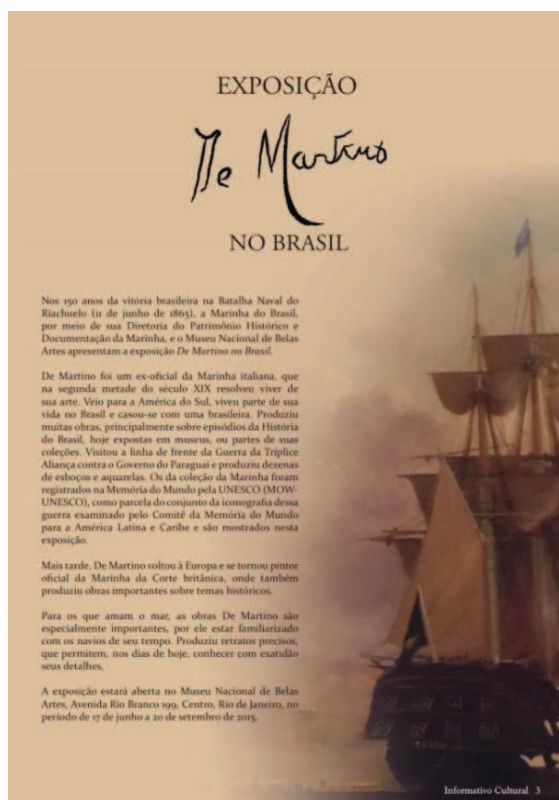 EXPOSIÇÃO
De Martino
NO BRASIL
Nos 150 anos da vitória brasileira na Batalha Naval do
Riachuelo (11 de junho de 1865), a Marinha do Brasil,
por meio de sua Diretoria do Patrimônio Histórico e
Documentação da Marinha, e o Museu Nacional de Belas
Artes apresentam a exposição De Martino no Brasil.
De Martino foi um ex-oficial da Marinha italiana, que
na segunda metade do século XIX resolveu viver de
sua arte. Veio para a América do Sul, viveu parte de sua
vida no Brasil e casou-se com uma brasileira. Produziu
muitas obras, principalmente sobre episódios da História
do Brasil, hoje expostas em museus, ou partes de suas
coleções. Visitou a linha de frente da Guerra da Tríplice
Aliança contra o Governo do Paraguai e produziu dezenas
de esboços e aquarelas. Os da coleção da Marinha foram
registrados na Memória do Mundo pela UNESCO (MOW-
UNESCO), como parcela do conjunto da iconografia dessa
guerra examinado pelo Comitê da Memória do Mundo
para a América Latina e Caribe e são mostrados nesta
exposição.
Mais tarde, De Martino voltou à Europa e se tornou pintor
oficial da Marinha da Corte britânica, onde também
produziu obras importantes sobre temas históricos.
Para os que amam o mar, as obras De Martino são
especialmente importantes, por ele estar familiarizado
com os navios de seu tempo. Produziu retratos precisos,
que permitem, nos dias de hoje, conhecer com exatidão
seus detalhes.
A exposição estará aberta no Museu Nacional de Belas
Artes, Avenida Rio Branco 199, Centro, Rio de Janeiro, no
período de 17 de junho a 20 de setembro de 2015.
Informativo Cultural 3